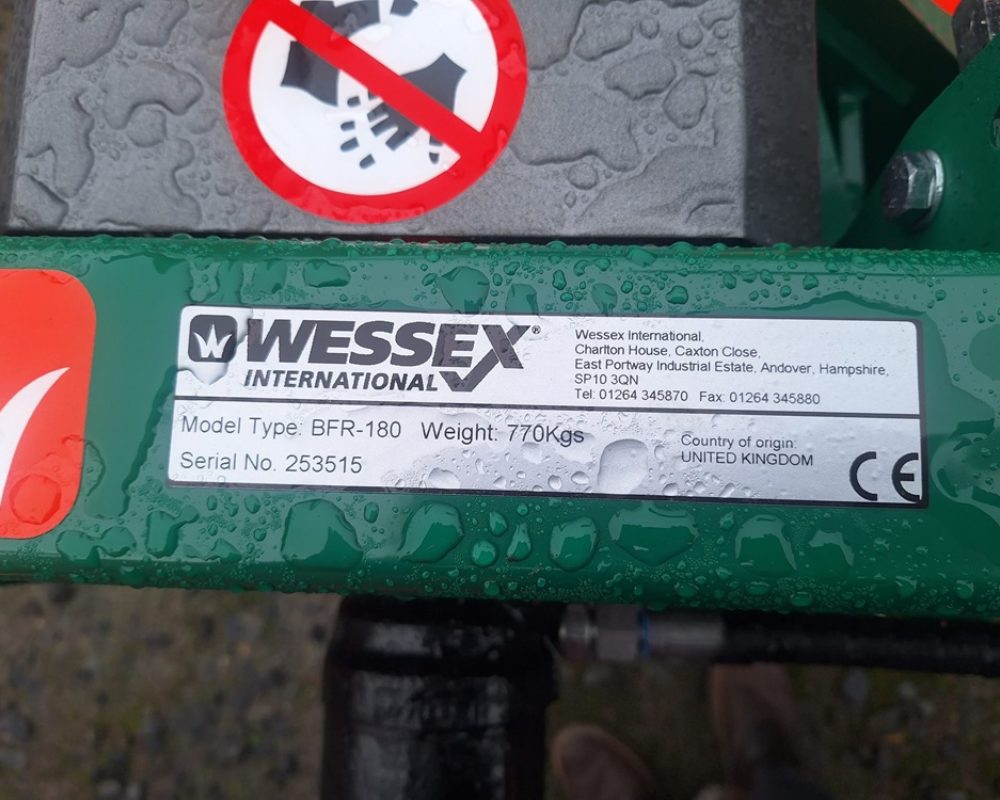 WESSEX®
INTERNATIONAL
Wessex International,
Charlton House, Caxton Close,
East Portway Industrial Estate, Andover, Hampshire,
SP10 3QN
Tel: 01264 345870 Fax: 01264 345880
Model Type: BFR-180 Weight: 770Kgs
Serial No. 253515
Country of origin:
UNITED KINGDOM
CE